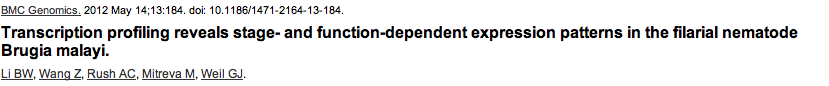 BMC Genomics. 2012 May 14;13:184. doi: 10.1186/1471-2164-13-184.
Transcription profiling reveals stage- and function-dependent expression patterns in the filarial nematode
Brugia malayi.
Li BW, Wang Z, Rush AC, Mitreva M, Weil GJ.